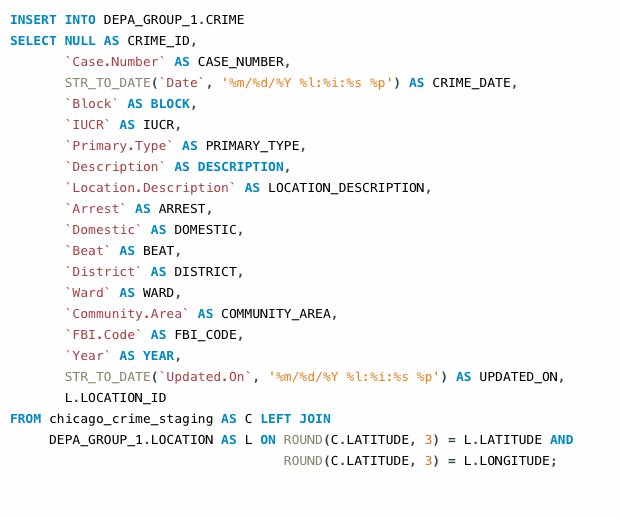 INSERT INTO DEPA_GROUP_1.CRIME
SELECT NULL AS CRIME_ID,
`Case.Number` AS CASE_NUMBER,
STR_TO_DATE(`Date`, '%m/%d/%Y %l:%i:%s %p') AS CRIME_DATE,
`Block` AS BLOCK,
`IUCR` AS IUCR,
`Primary.Type` AS PRIMARY_TYPE,
`Description` AS DESCRIPTION,
`Location.Description` AS LOCATION_DESCRIPTION,
`Arrest` AS ARREST,
`Domestic` AS DOMESTIC,
`Beat` AS BEAT,
`District` AS DISTRICT,
`Ward` AS WARD,
`Community.Area` AS COMMUNITY_AREA,
`FBI.Code` AS FBI_CODE,
`Year` AS YEAR,
STR_TO_DATE(`Updated.On`, '%m/%d/%Y %l:%i:%s %p') AS UPDATED_ON,
L.LOCATION_ID
FROM chicago_crime_staging AS C LEFT JOIN
DEPA_GROUP_1.LOCATION AS L ON ROUND(C.LATITUDE, 3) = L.LATITUDE AND
ROUND(C.LATITUDE, 3) = L.LONGITUDE;